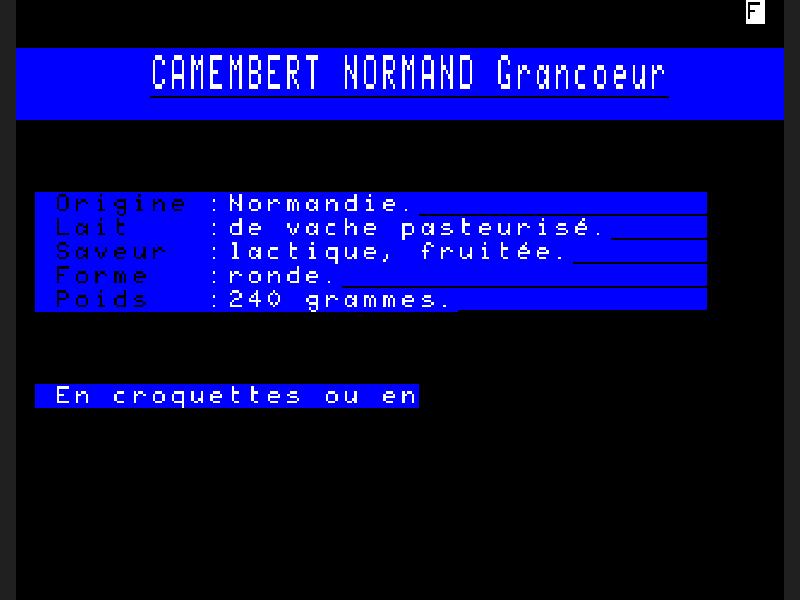 F
CAMEMBERT NORMAND Grancoeur
Origine :Normandie.
Lait :de vache pasteurisé.
Saveur :lactique, fruitée.
Forme :ronde.
Poids :240 grammes.
En croquettes ou en